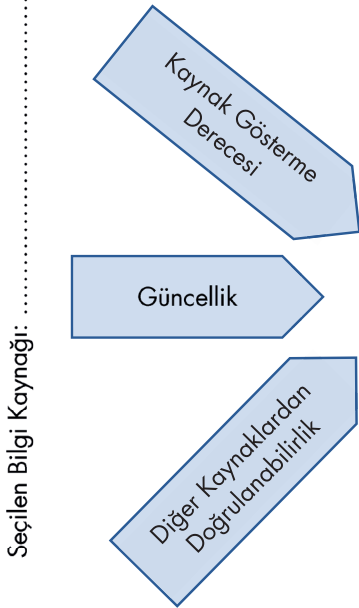 Seçilen Bilgi Kaynağı: ........................................
Kaynak Gösterme
Derecesi
Güncellik
Diğer Kaynaklardan
Doğrulanabilirlik